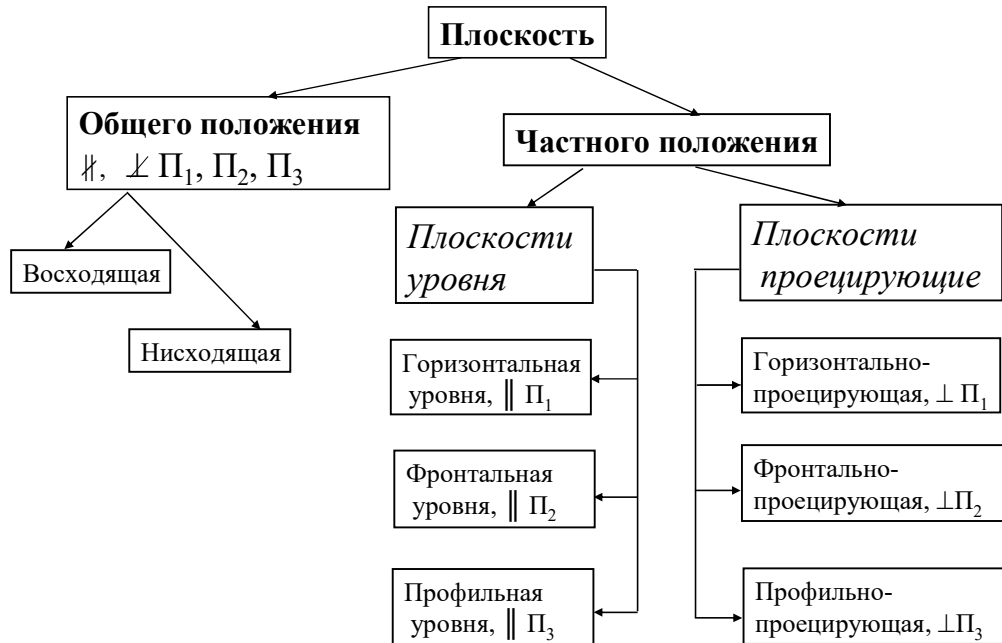 Плоскость
Общего положения
∦, ⊥̸ П₁, П₂, П₃
Восходящая
Нисходящая
Частного положения
Плоскости
уровня
Горизонтальная
уровня, ∥ П₁
Фронтальная
уровня, ∥ П₂
Профильная
уровня, ∥ П₃
Плоскости
проецирующие
Горизонтально-
проецирующая, ⊥ П₁
Фронтально-
проецирующая, ⊥П₂
Профильно-
проецирующая, ⊥П₃